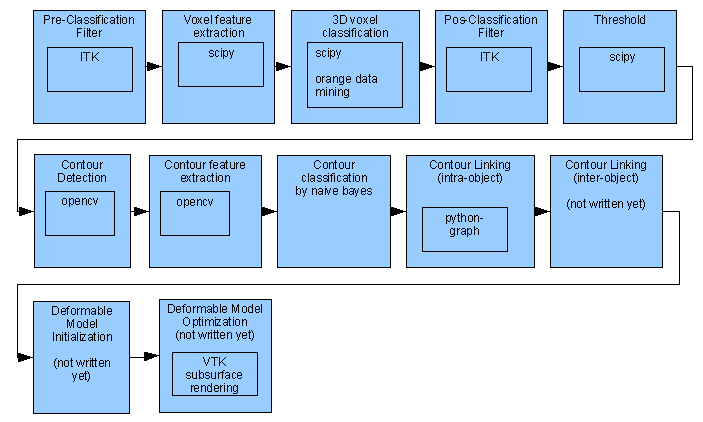 Pre-Classification
Filter
ITK
Voxel feature
extraction
scipy
3D voxel
classification
scipy
orange data
mining
Pos-Classification
Filter
ITK
Threshold
scipy
Contour
Detection
opencv
Contour feature
extraction
opencv
Contour
classification
by naive bayes
Contour Linking
(intra-object)
python-
graph
Contour Linking
(inter-object)
(not written yet)
Deformable
Model
Initialization
(not written
yet)
Deformable Model
Optimization
(not written yet)
VTK
subsurface
rendering